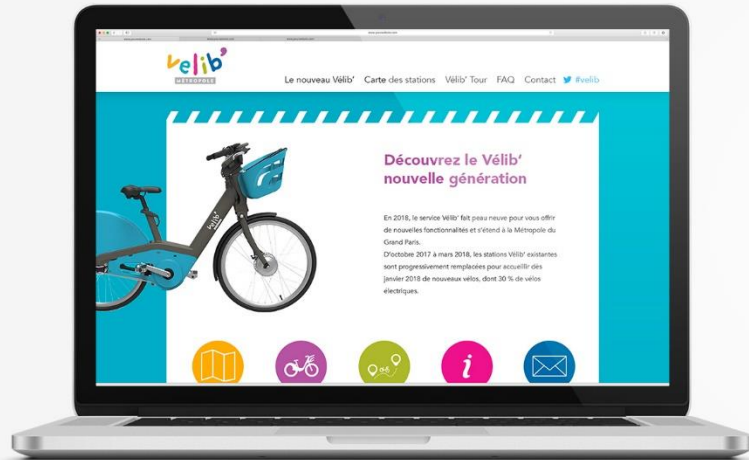 velib'
METROPOLE
Le nouveau Vélib' Carte des stations Vélib' Tour FAQ Contact #velib
Découvrez le Vélib'
nouvelle génération
En 2018, le service Vélib' fait peau neuve pour vous offrir
de nouvelles fonctionnalités et s'étend à la Métropole du
Grand Paris.
D'octobre 2017 à mars 2018, les stations Vélib' existantes
sont progressivement remplacées pour accueillir dès
janvier 2018 de nouveaux vélos, dont 30 % de vélos
électriques.
velib'
i